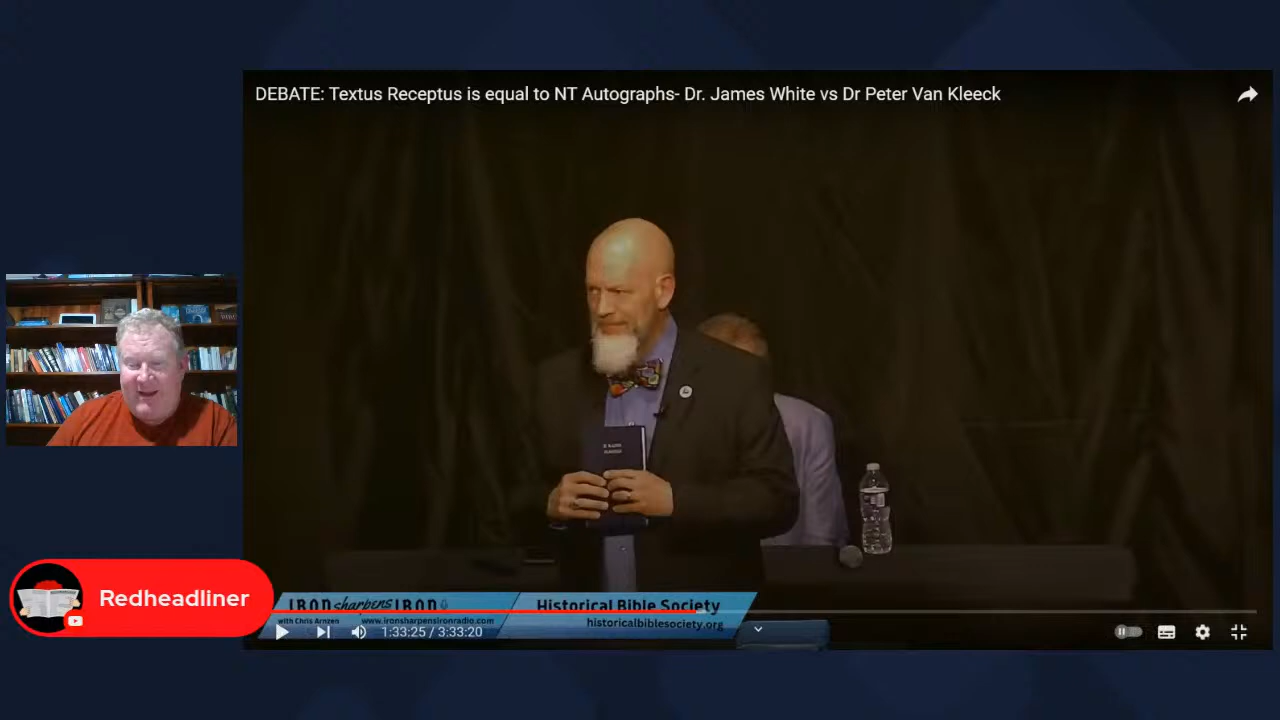 DEBATE: Textus Receptus is equal to NT Autographs- Dr. James White vs Dr Peter Van Kleeck
Redheadliner
IRON sharpens IRON
with Chris Arnzen www.ironsharpensironradio.com
Historical Bible Society
historicalbiblesociety.org
1:33:25 / 3:33:20